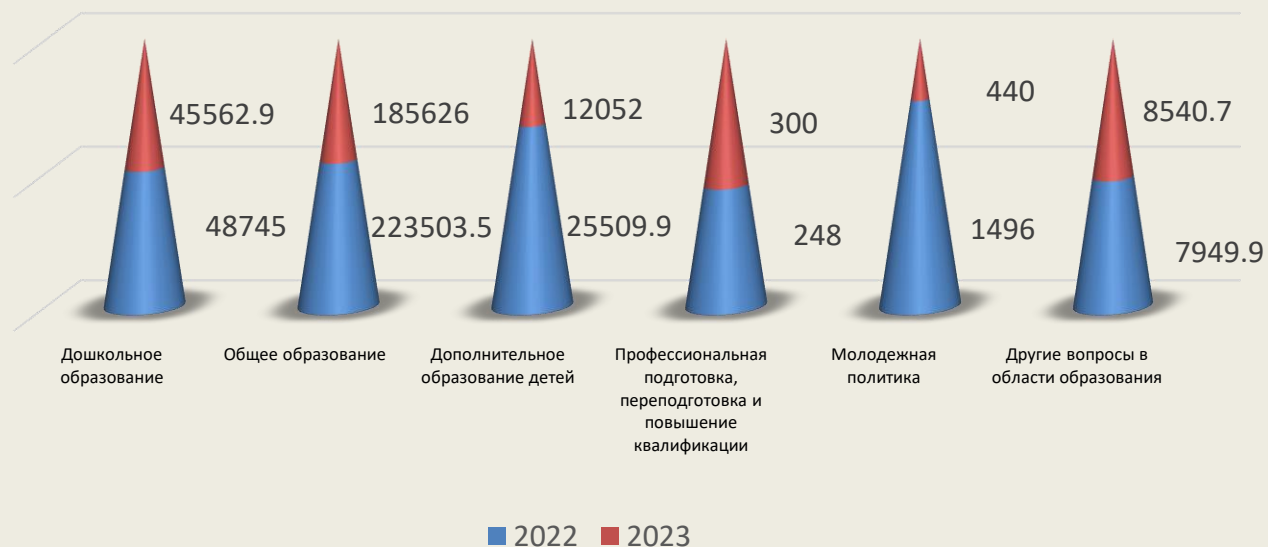 45562.9
185626
12052
300
440
8540.7
48745
223503.5
25509.9
248
1496
7949.9
Дошкольное
образование
Общее образование
Дополнительное
образование детей
Профессиональная
подготовка,
переподготовка и
повышение
квалификации
Молодежная
политика
Другие вопросы в
области образования
2022
2023